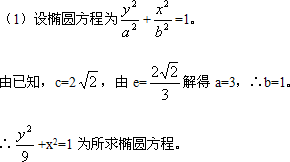 （1）设椭圆方程为y²/a²+x²/b²=1。
由已知，c=2√2，由 e=2√2/3 解得 a=3，∴b=1。
∴y²/9+x²=1 为所求椭圆方程。